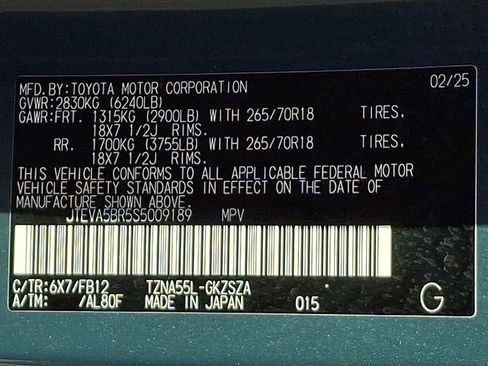 MFD.BY:TOYOTA MOTOR CORPORATION 02/25
GVWR:2830KG (6240LB)
GAWR:FRT. 1315KG (2900LB) WITH 265/70R18 TIRES,
18X7 1/2J RIMS.
RR. 1700KG (3755LB) WITH 265/70R18 TIRES,
18X7 1/2J RIMS.
THIS VEHICLE CONFORMS TO ALL APPLICABLE FEDERAL MOTOR
VEHICLE SAFETY STANDARDS IN EFFECT ON THE DATE OF
MANUFACTURE SHOWN ABOVE.
JTEVA5BR5S5009189 MPV
C/TR:6X7/FB12 TZNA55L-GKZSZA
A/TM: /AL80F MADE IN JAPAN 015 G